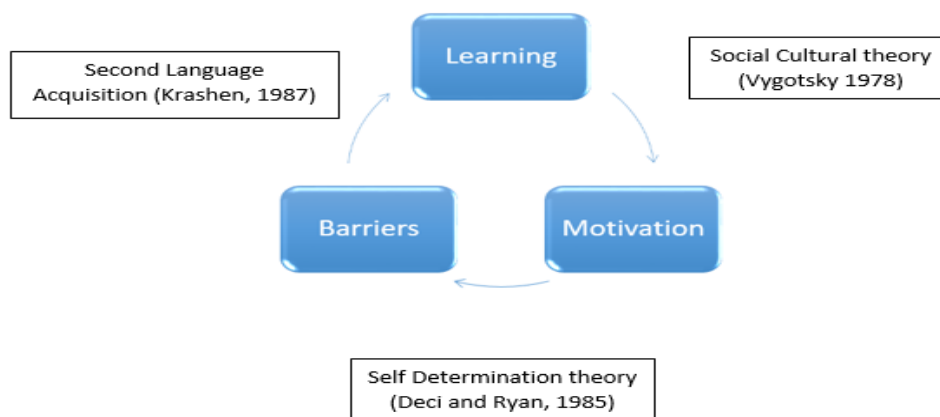 Learning
Second Language
Acquisition (Krashen, 1987)
Social Cultural theory
(Vygotsky 1978)
Barriers
Motivation
Self Determination theory
(Deci and Ryan, 1985)